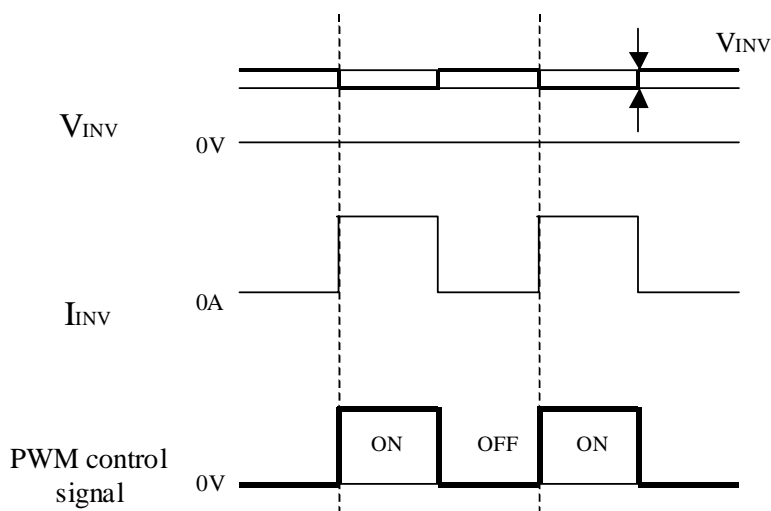 VINV
VINV
0V
0A
IINV
ON OFF ON
PWM control
signal
0V